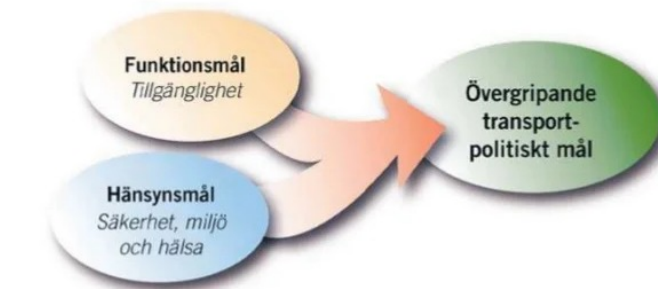 Funktionsmål
Tillgänglighet
Hänsynsmål
Säkerhet, miljö
och hälsa
Övergripande
transport-
politiskt mål